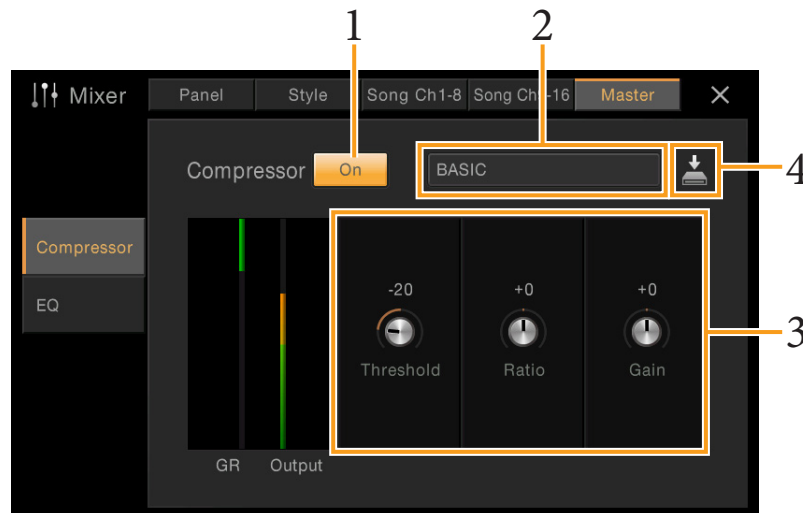 1
2
Mixer
Panel
Style
Song Ch1-8
Song Ch9-16
Master
Compressor
On
BASIC
4
Compressor
EQ
-20
+0
+0
Threshold
Ratio
Gain
3
GR
Output